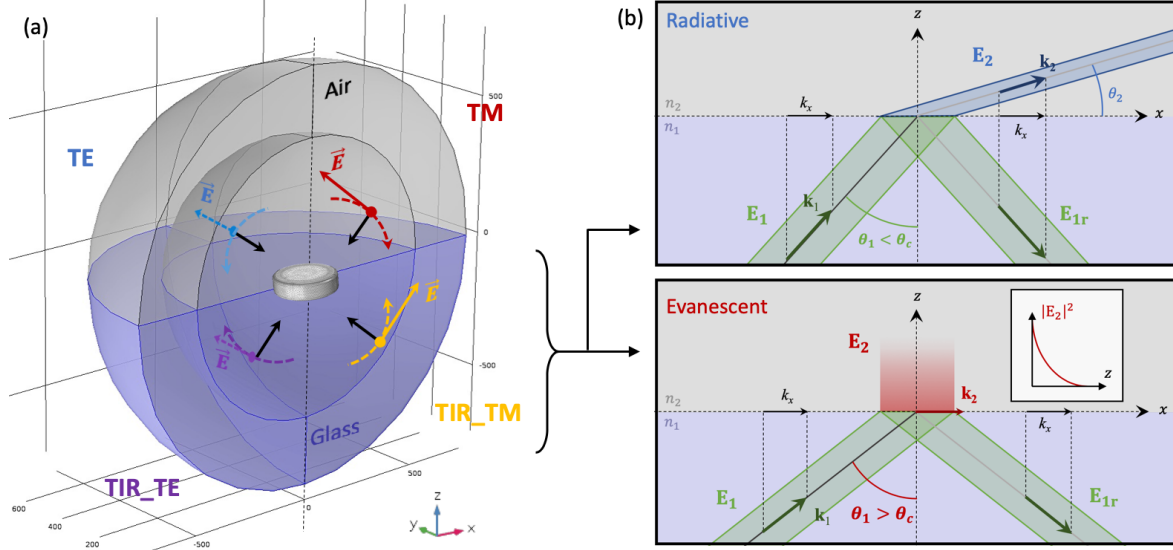 (a)
Air
TM
TE
E
E
E
E
Glass
TIR_TM
TIR_TE
500
0
-500
600
400
200
-500
0
500
z
y
x
(b)
Radiative
z
E₂
k₂
θ₂
n₂
n₁
kₓ
kₓ
x
E₁
k₁
θ₁ < θc
E₁ᵣ
Evanescent
z
|E₂|²
z
E₂
k₂
n₂
n₁
kₓ
kₓ
x
E₁
k₁
θ₁ > θc
E₁ᵣ